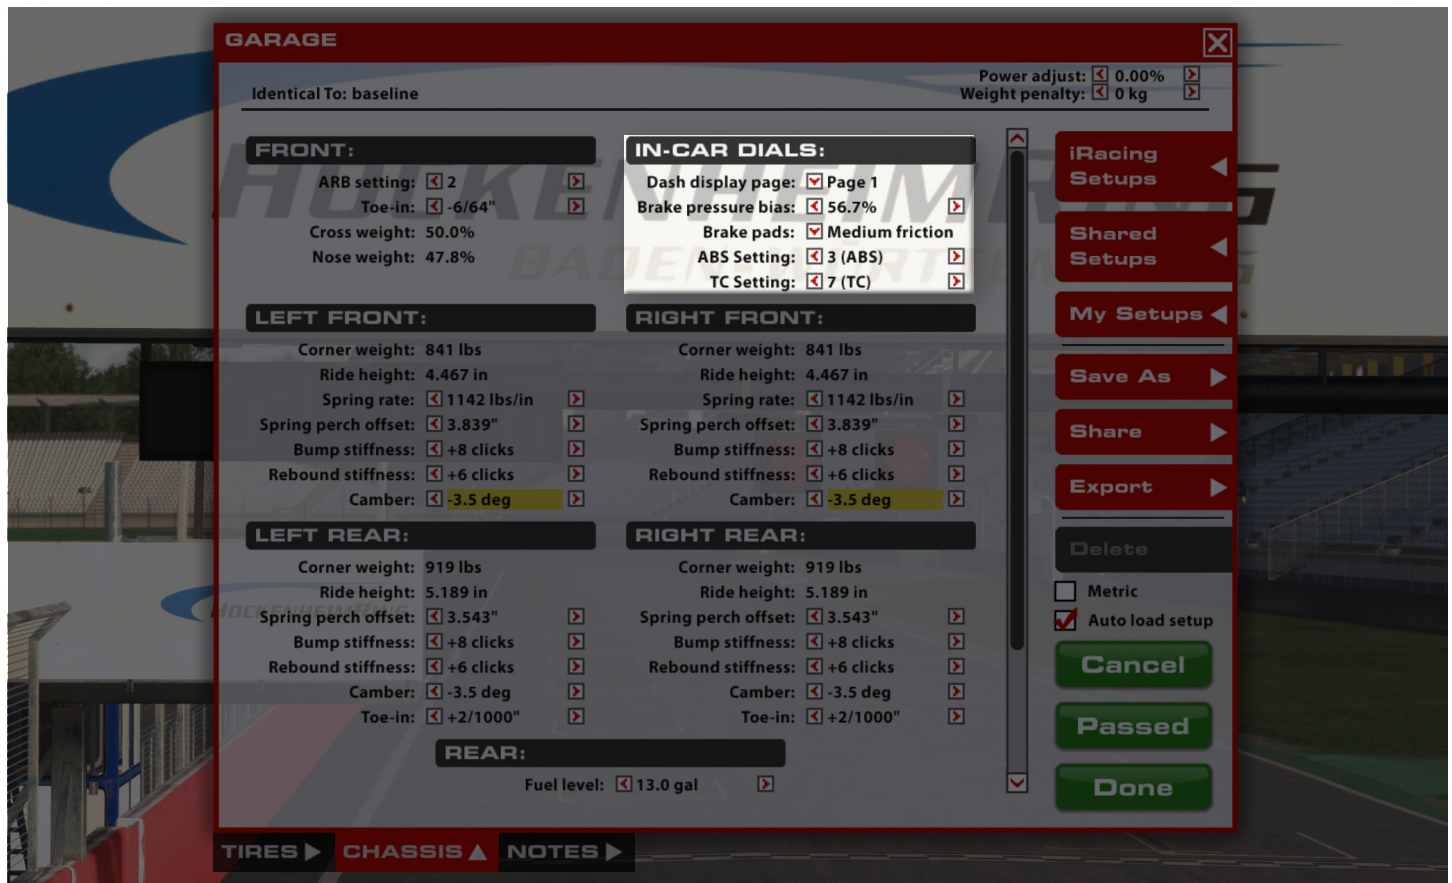 GARAGE
Identical To: baseline
Power adjust: 0.00%
Weight penalty: 0 kg
FRONT:
ARB setting: 2
Toe-in: -6/64"
Cross weight: 50.0%
Nose weight: 47.8%
IN-CAR DIALS:
Dash display page: Page 1
Brake pressure bias: 56.7%
Brake pads: Medium friction
ABS Setting: 3 (ABS)
TC Setting: 7 (TC)
LEFT FRONT:
Corner weight: 841 lbs
Ride height: 4.467 in
Spring rate: 1142 lbs/in
Spring perch offset: 3.839"
Bump stiffness: +8 clicks
Rebound stiffness: +6 clicks
Camber: -3.5 deg
RIGHT FRONT:
Corner weight: 841 lbs
Ride height: 4.467 in
Spring rate: 1142 lbs/in
Spring perch offset: 3.839"
Bump stiffness: +8 clicks
Rebound stiffness: +6 clicks
Camber: -3.5 deg
LEFT REAR:
Corner weight: 919 lbs
Ride height: 5.189 in
Spring perch offset: 3.543"
Bump stiffness: +8 clicks
Rebound stiffness: +6 clicks
Camber: -3.5 deg
Toe-in: +2/1000"
RIGHT REAR:
Corner weight: 919 lbs
Ride height: 5.189 in
Spring perch offset: 3.543"
Bump stiffness: +8 clicks
Rebound stiffness: +6 clicks
Camber: -3.5 deg
Toe-in: +2/1000"
REAR:
Fuel level: 13.0 gal
iRacing
Setups
Shared
Setups
My Setups
Save As
Share
Export
Delete
Metric
Auto load setup
Cancel
Passed
Done
TIRES
CHASSIS
NOTES
HOCKENHEIMRING
HOCKENHEIMRING